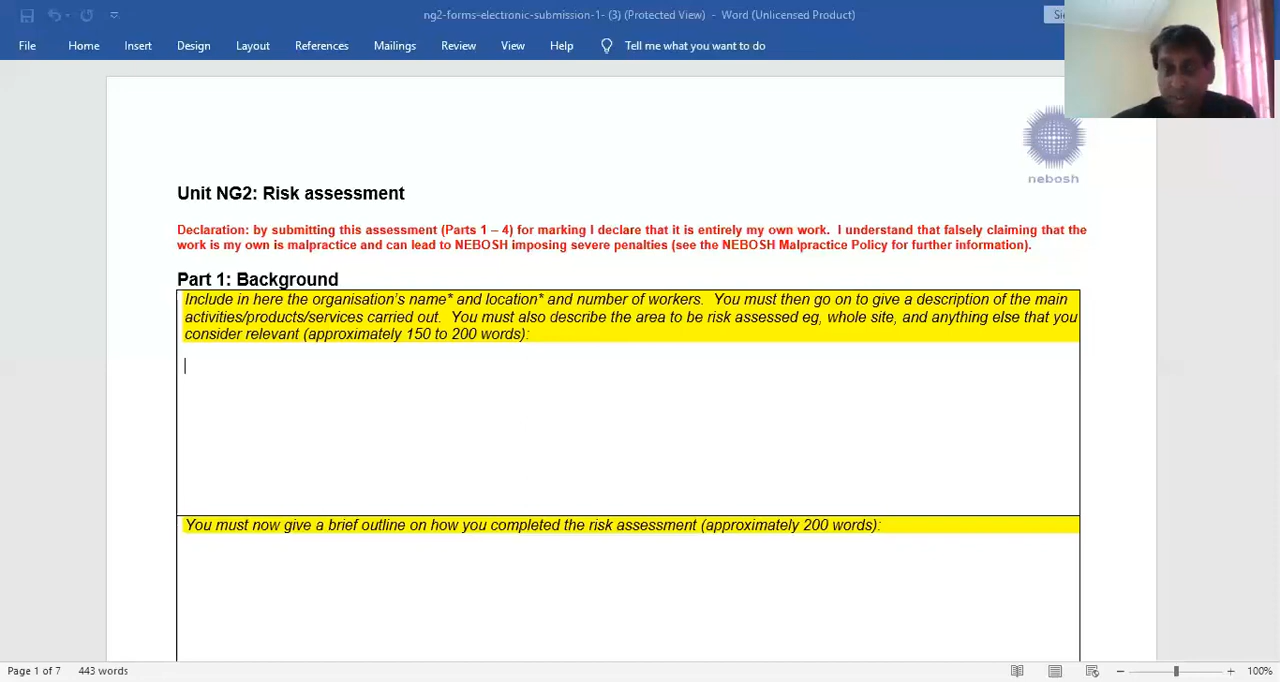 ng2-forms-electronic-submission-1- (3) (Protected View) - Word (Unlicensed Product)
File Home Insert Design Layout References Mailings Review View Help Tell me what you want to do
nebosh
Unit NG2: Risk assessment
Declaration: by submitting this assessment (Parts 1 – 4) for marking I declare that it is entirely my own work. I understand that falsely claiming that the
work is my own is malpractice and can lead to NEBOSH imposing severe penalties (see the NEBOSH Malpractice Policy for further information).
Part 1: Background
Include in here the organisation's name* and location* and number of workers. You must then go on to give a description of the main
activities/products/services carried out. You must also describe the area to be risk assessed eg, whole site, and anything else that you
consider relevant (approximately 150 to 200 words):
You must now give a brief outline on how you completed the risk assessment (approximately 200 words):
Page 1 of 7 443 words 100%